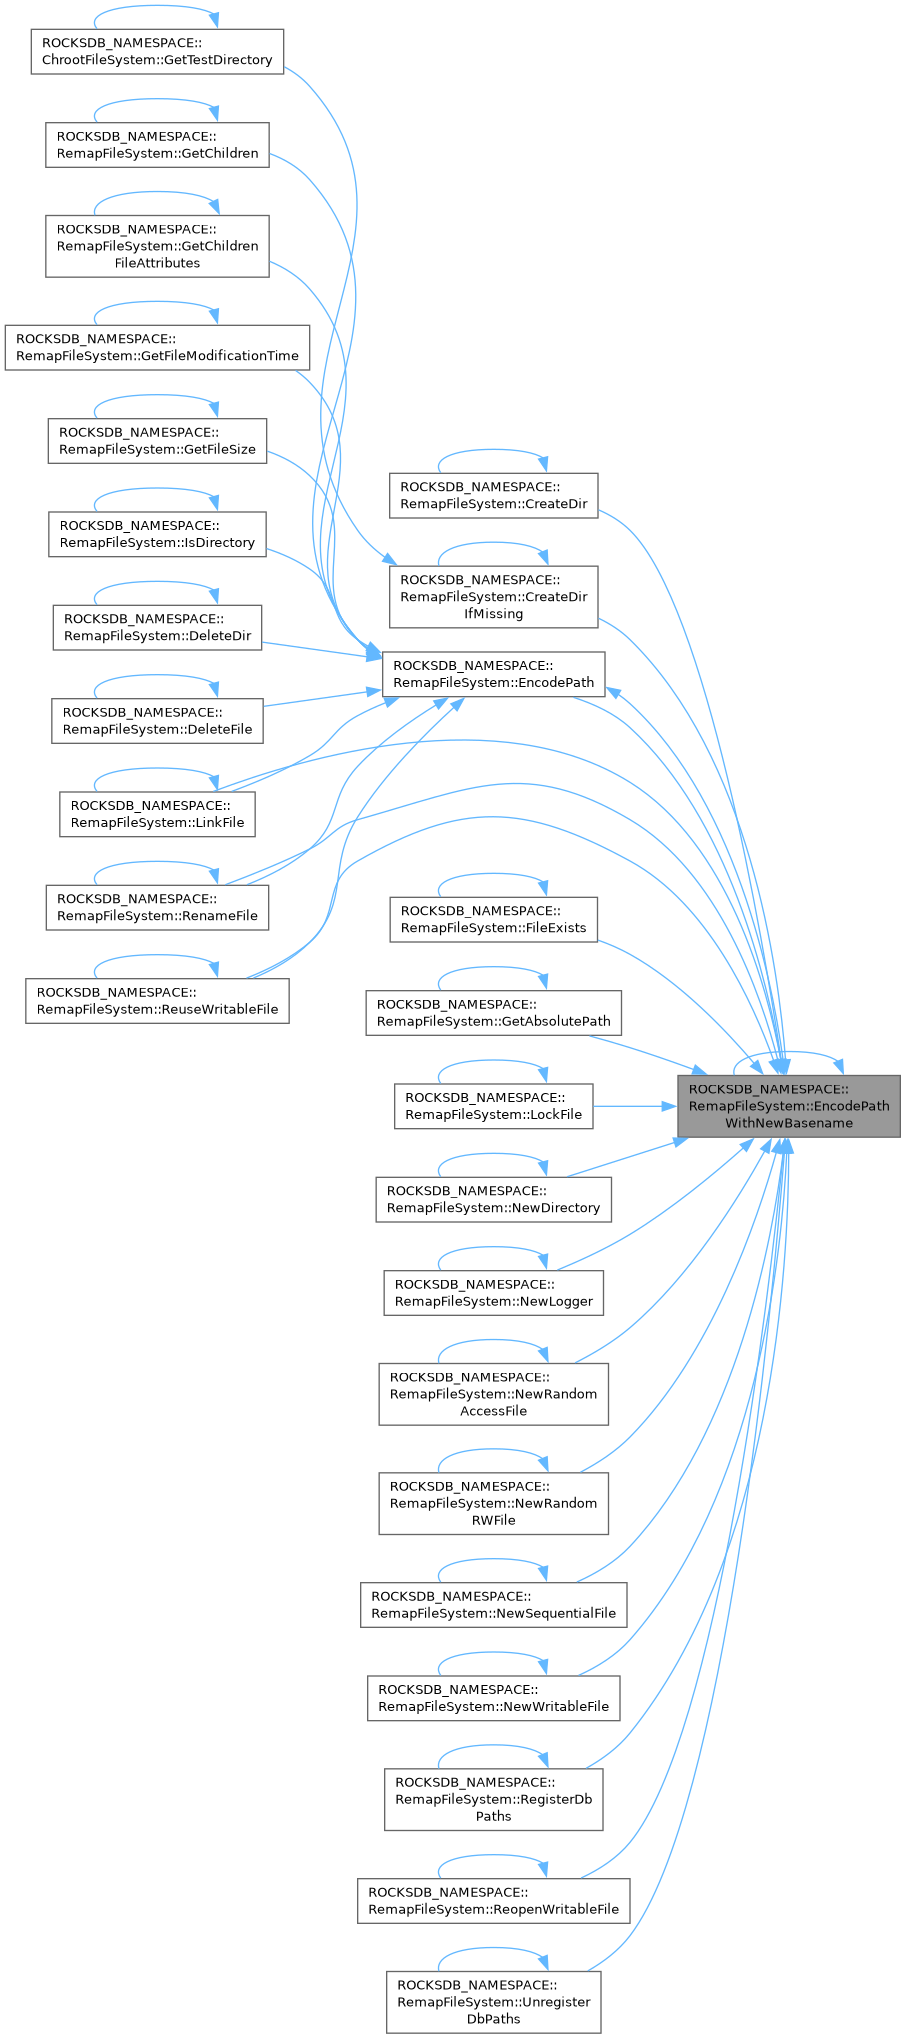 ROCKSDB_NAMESPACE::
ChrootFileSystem::GetTestDirectory
ROCKSDB_NAMESPACE::
RemapFileSystem::GetChildren
ROCKSDB_NAMESPACE::
RemapFileSystem::GetChildren
FileAttributes
ROCKSDB_NAMESPACE::
RemapFileSystem::GetFileModificationTime
ROCKSDB_NAMESPACE::
RemapFileSystem::GetFileSize
ROCKSDB_NAMESPACE::
RemapFileSystem::IsDirectory
ROCKSDB_NAMESPACE::
RemapFileSystem::DeleteDir
ROCKSDB_NAMESPACE::
RemapFileSystem::DeleteFile
ROCKSDB_NAMESPACE::
RemapFileSystem::LinkFile
ROCKSDB_NAMESPACE::
RemapFileSystem::RenameFile
ROCKSDB_NAMESPACE::
RemapFileSystem::ReuseWritableFile
ROCKSDB_NAMESPACE::
RemapFileSystem::CreateDir
ROCKSDB_NAMESPACE::
RemapFileSystem::CreateDir
IfMissing
ROCKSDB_NAMESPACE::
RemapFileSystem::EncodePath
ROCKSDB_NAMESPACE::
RemapFileSystem::FileExists
ROCKSDB_NAMESPACE::
RemapFileSystem::GetAbsolutePath
ROCKSDB_NAMESPACE::
RemapFileSystem::LockFile
ROCKSDB_NAMESPACE::
RemapFileSystem::NewDirectory
ROCKSDB_NAMESPACE::
RemapFileSystem::NewLogger
ROCKSDB_NAMESPACE::
RemapFileSystem::NewRandom
AccessFile
ROCKSDB_NAMESPACE::
RemapFileSystem::NewRandom
RWFile
ROCKSDB_NAMESPACE::
RemapFileSystem::NewSequentialFile
ROCKSDB_NAMESPACE::
RemapFileSystem::NewWritableFile
ROCKSDB_NAMESPACE::
RemapFileSystem::RegisterDb
Paths
ROCKSDB_NAMESPACE::
RemapFileSystem::ReopenWritableFile
ROCKSDB_NAMESPACE::
RemapFileSystem::Unregister
DbPaths
ROCKSDB_NAMESPACE::
RemapFileSystem::EncodePath
WithNewBasename